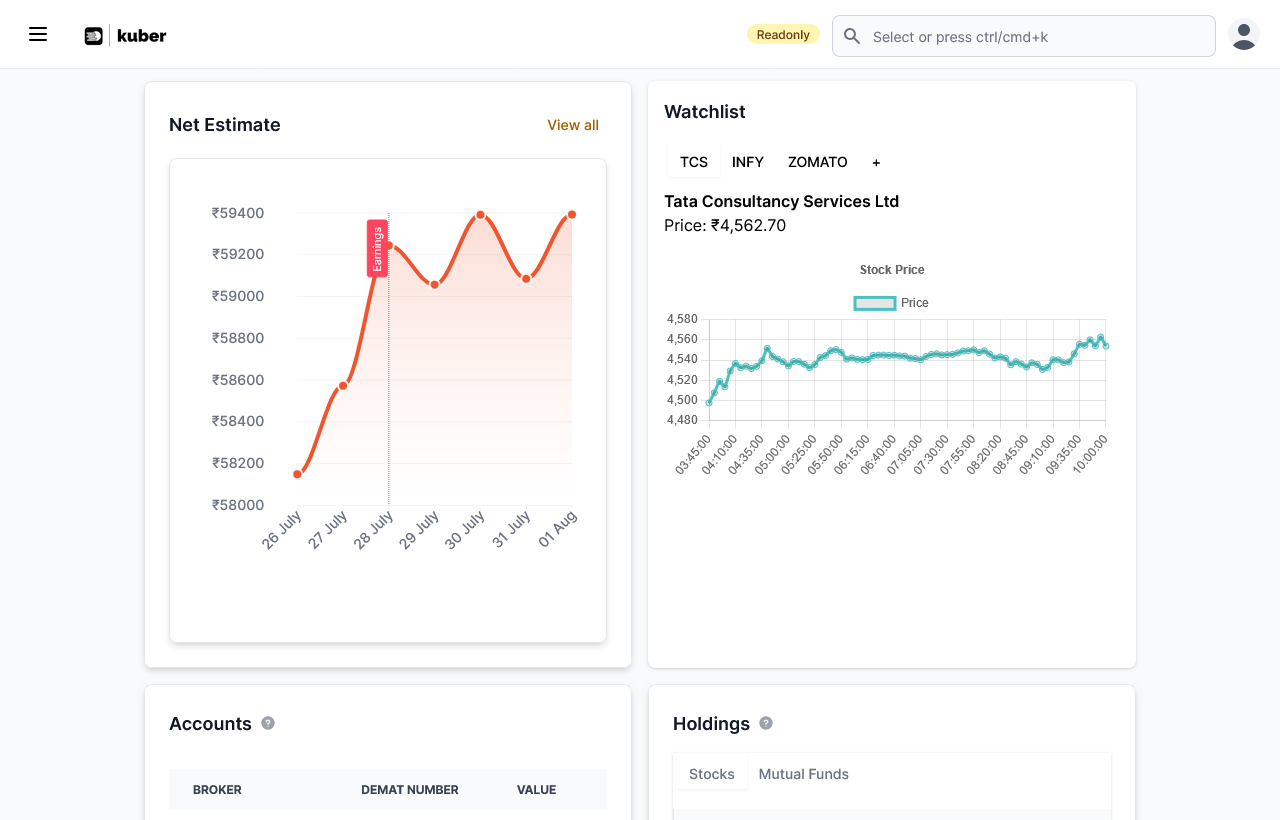 kuber
Readonly
Select or press ctrl/cmd+k
Net Estimate
View all
₹59400
₹59200
₹59000
₹58800
₹58600
₹58400
₹58200
₹58000
Earnings
26 July
27 July
28 July
29 July
30 July
31 July
01 Aug
Watchlist
TCS INFY ZOMATO +
Tata Consultancy Services Ltd
Price: ₹4,562.70
Stock Price
Price
4,580
4,560
4,540
4,520
4,500
4,480
03:45:00
04:10:00
04:35:00
05:00:00
05:25:00
05:50:00
06:15:00
06:40:00
07:05:00
07:30:00
07:55:00
08:20:00
08:45:00
09:10:00
09:35:00
10:00:00
Accounts ?
BROKER DEMAT NUMBER VALUE
Holdings ?
Stocks Mutual Funds